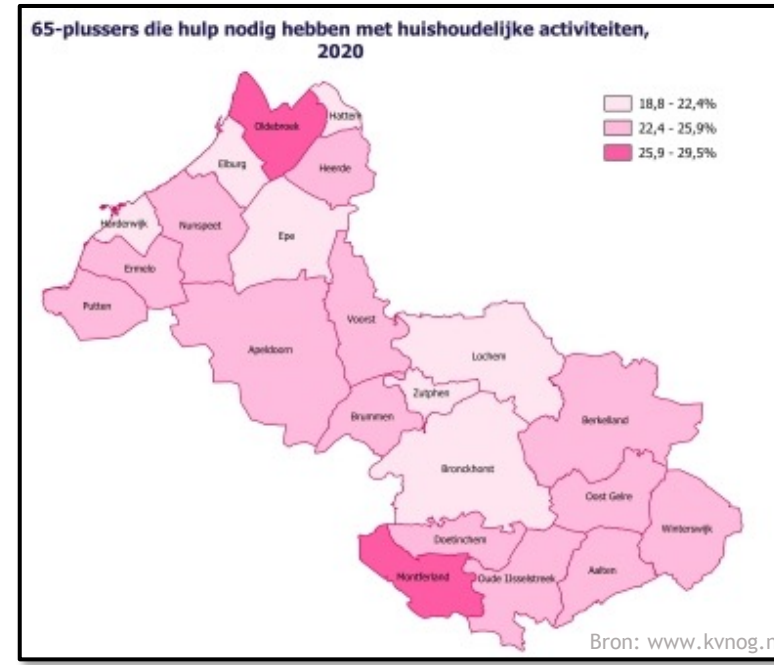 65-plussers die hulp nodig hebben met huishoudelijke activiteiten,
2020
18,8 - 22,4%
22,4 - 25,9%
25,9 - 29,5%
Oldebroek
Hattem
Elburg
Heerde
Harderwijk
Nunspeet
Epe
Ermelo
Putten
Voorst
Apeldoorn
Lochem
Zutphen
Brummen
Berkelland
Bronckhorst
Oost Gelre
Winterswijk
Doetinchem
Montferland
Oude IJsselstreek
Aalten
Bron: www.kvnog.n